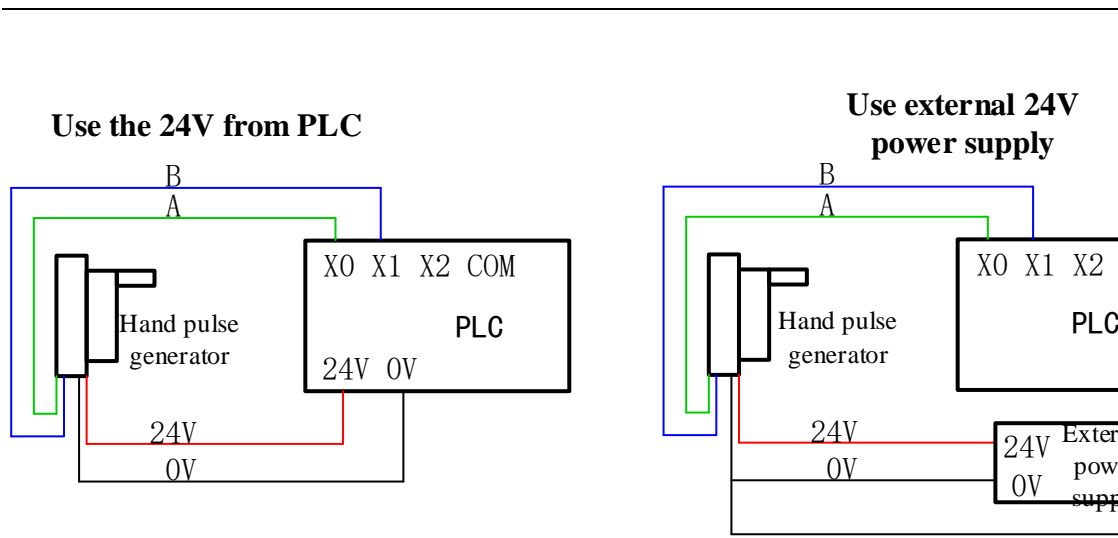 Use the 24V from PLC
B
A
X0 X1 X2 COM
Hand pulse
generator
PLC
24V 0V
24V
0V
Use external 24V
power supply
B
A
X0 X1 X2
Hand pulse
generator
PLC
24V
0V
24V
0V